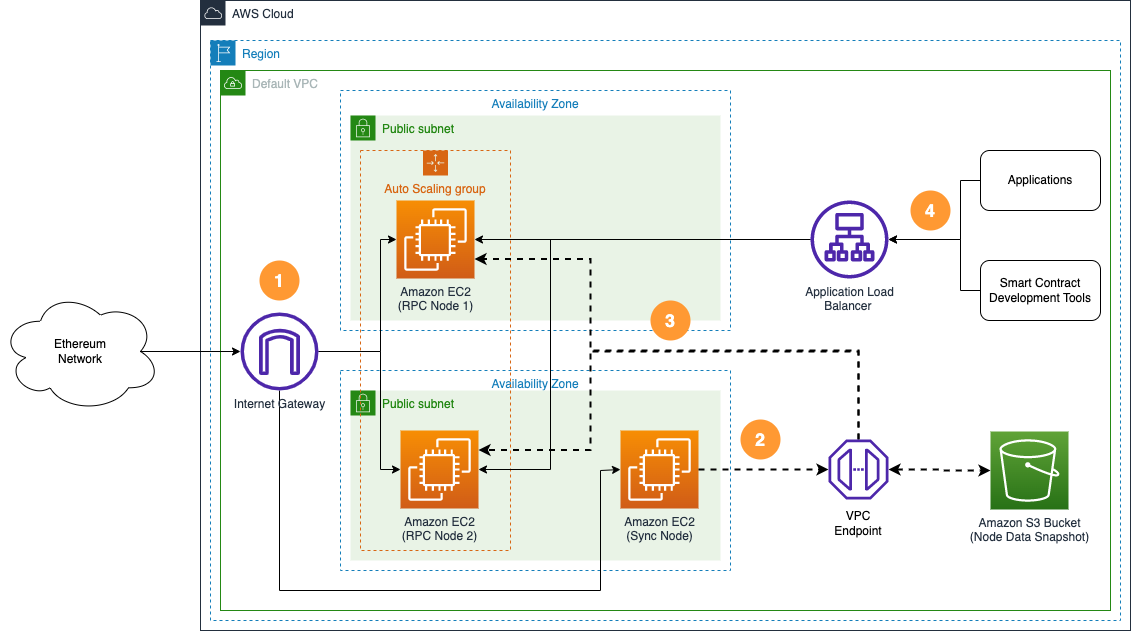 AWS Cloud
Region
Default VPC
Availability Zone
Public subnet
Auto Scaling group
Amazon EC2
(RPC Node 1)
1
Ethereum
Network
Internet Gateway
4
Applications
Smart Contract
Development Tools
Application Load
Balancer
3
Availability Zone
Public subnet
Amazon EC2
(RPC Node 2)
Amazon EC2
(Sync Node)
2
VPC
Endpoint
Amazon S3 Bucket
(Node Data Snapshot)